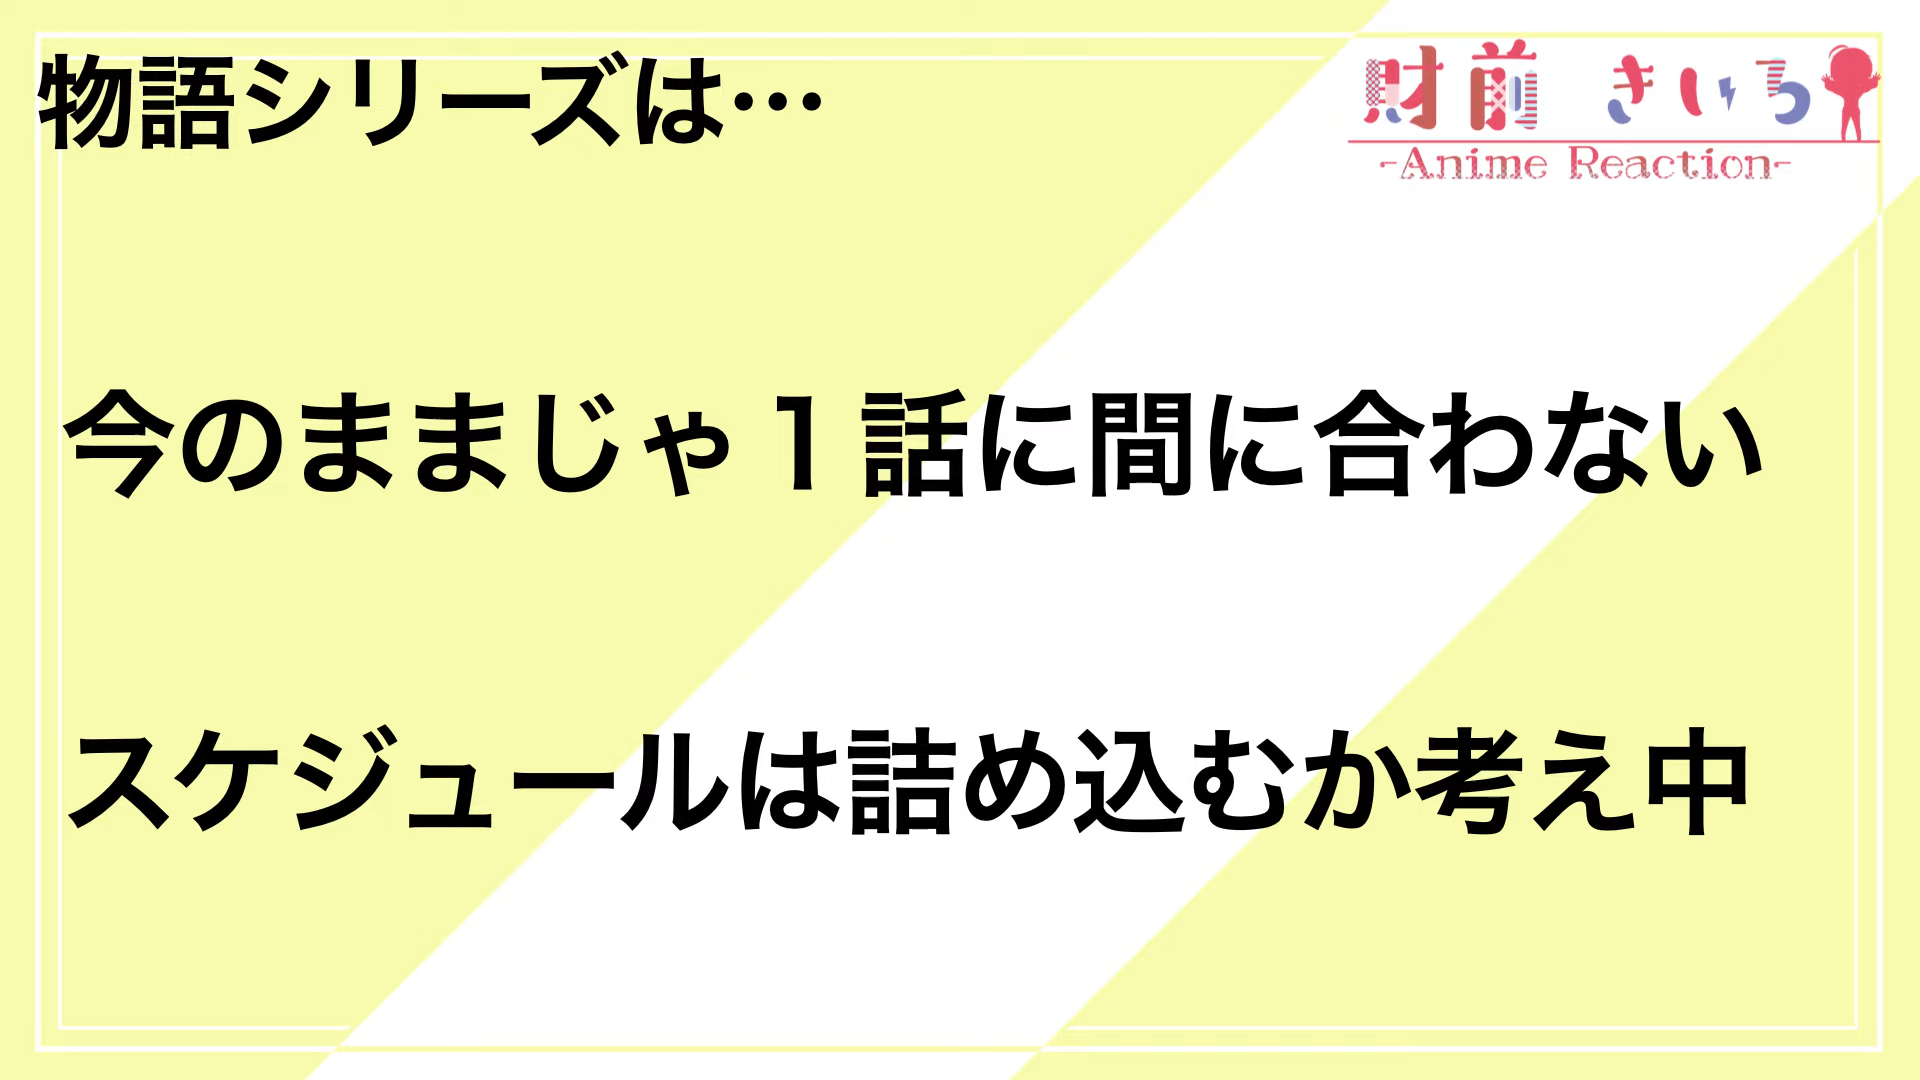 物語シリーズは…
財前 きいろ
-Anime Reaction-
今のままじゃ１話に間に合わない
スケジュールは詰め込むか考え中